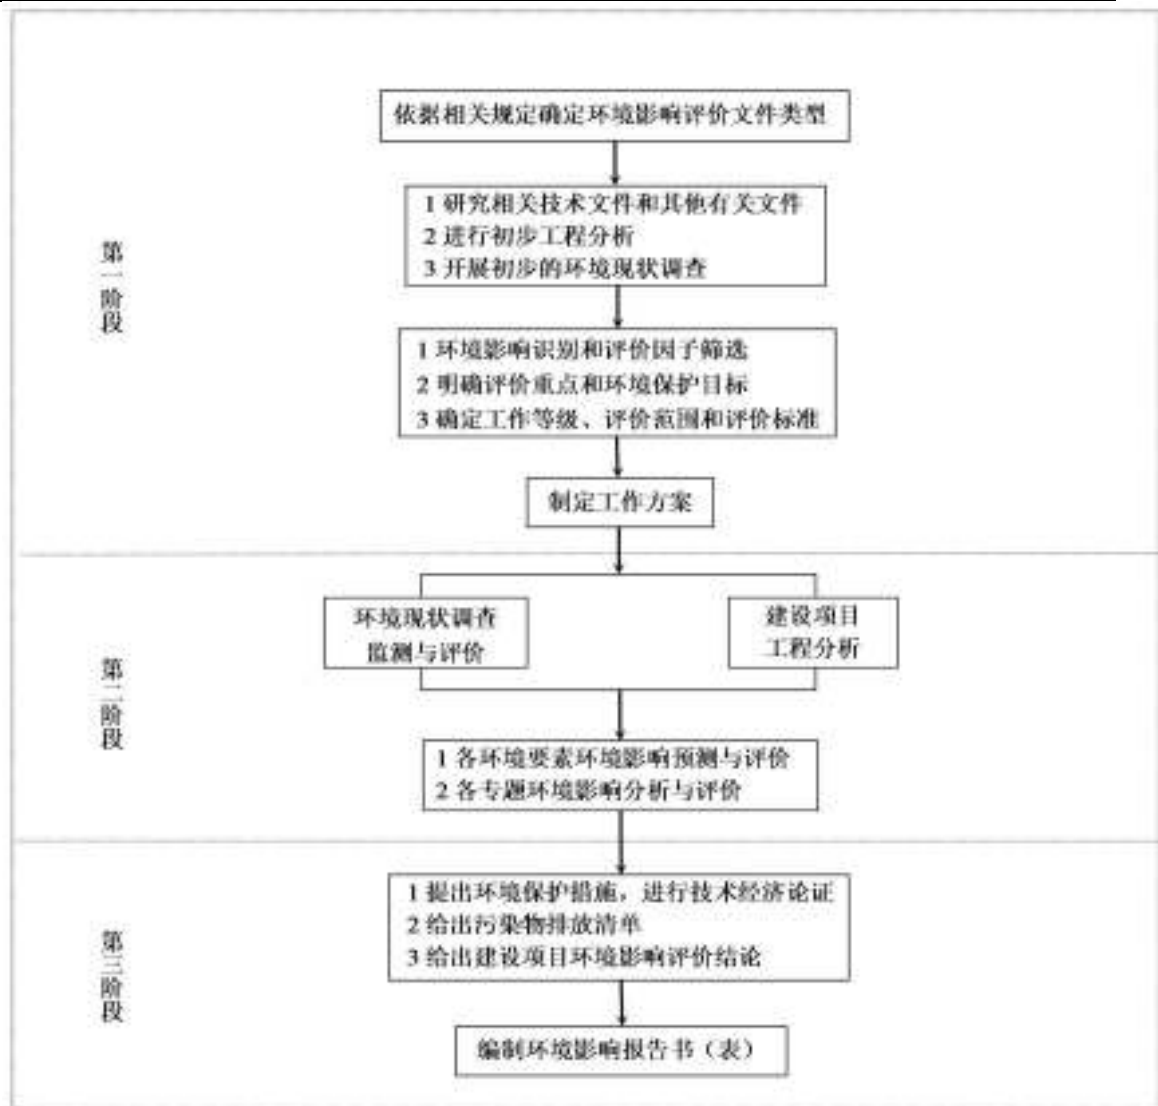 第一阶段
依据相关规定确定环境影响评价文件类型
1 研究相关技术文件和其他有关文件
2 进行初步工程分析
3 开展初步的环境现状调查
1 环境影响识别和评价因子筛选
2 明确评价重点和环境保护目标
3 确定工作等级、评价范围和评价标准
制定工作方案
第二阶段
环境现状调查
监测与评价
建设项目
工程分析
1 各环境要素环境影响预测与评价
2 各专题环境影响分析与评价
第三阶段
1 提出环境保护措施，进行技术经济论证
2 给出污染物排放清单
3 给出建设项目环境影响评价结论
编制环境影响报告书（表）